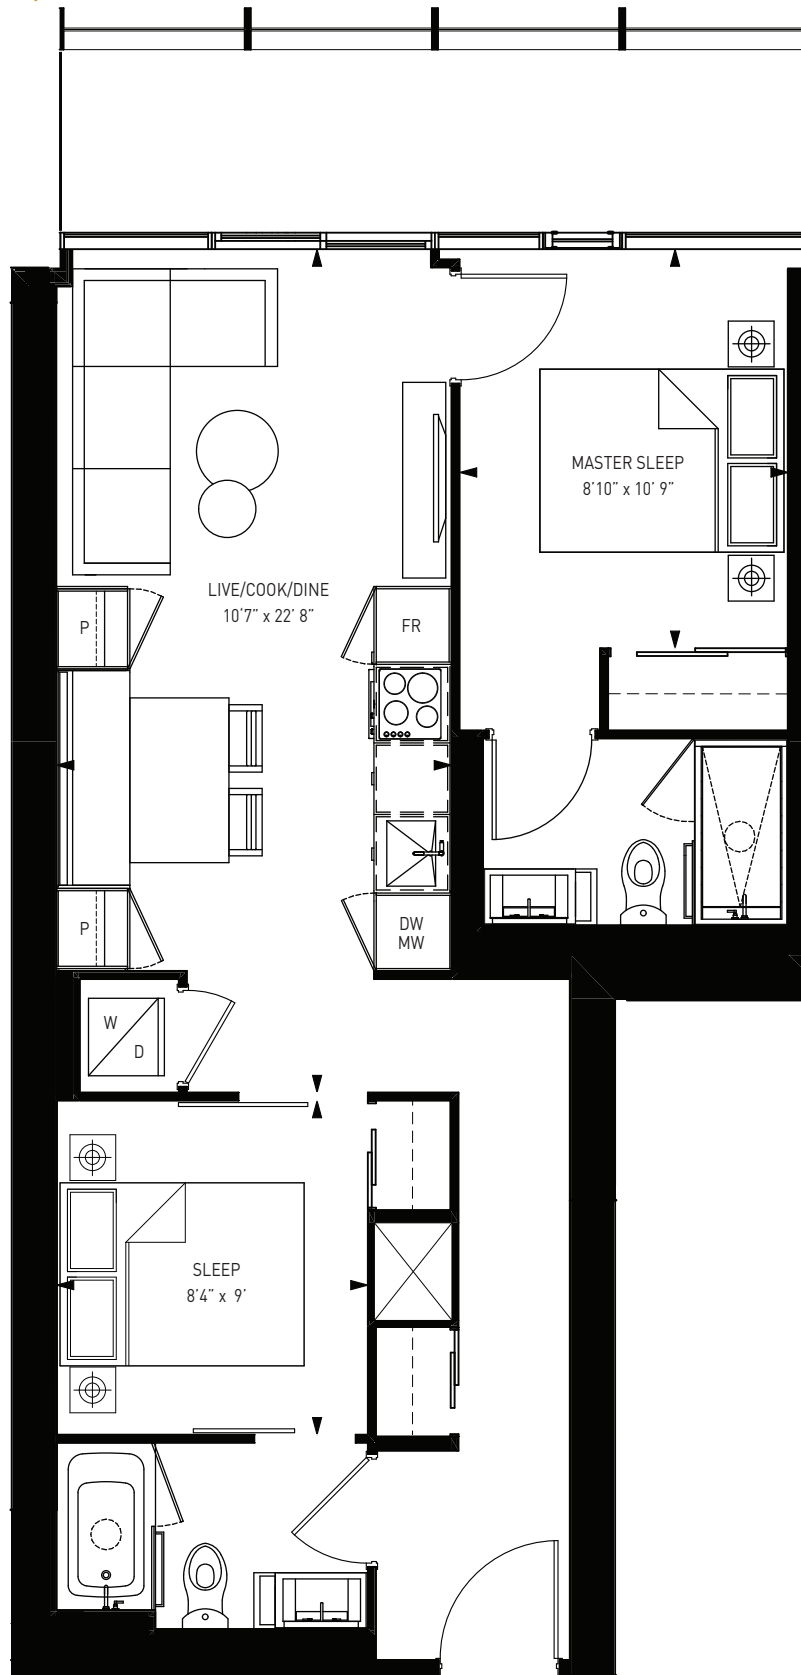 MASTER SLEEP
8'10" x 10' 9"
LIVE/COOK/DINE
10'7" x 22' 8"
P
FR
P
DW
MW
W
D
SLEEP
8'4" x 9'